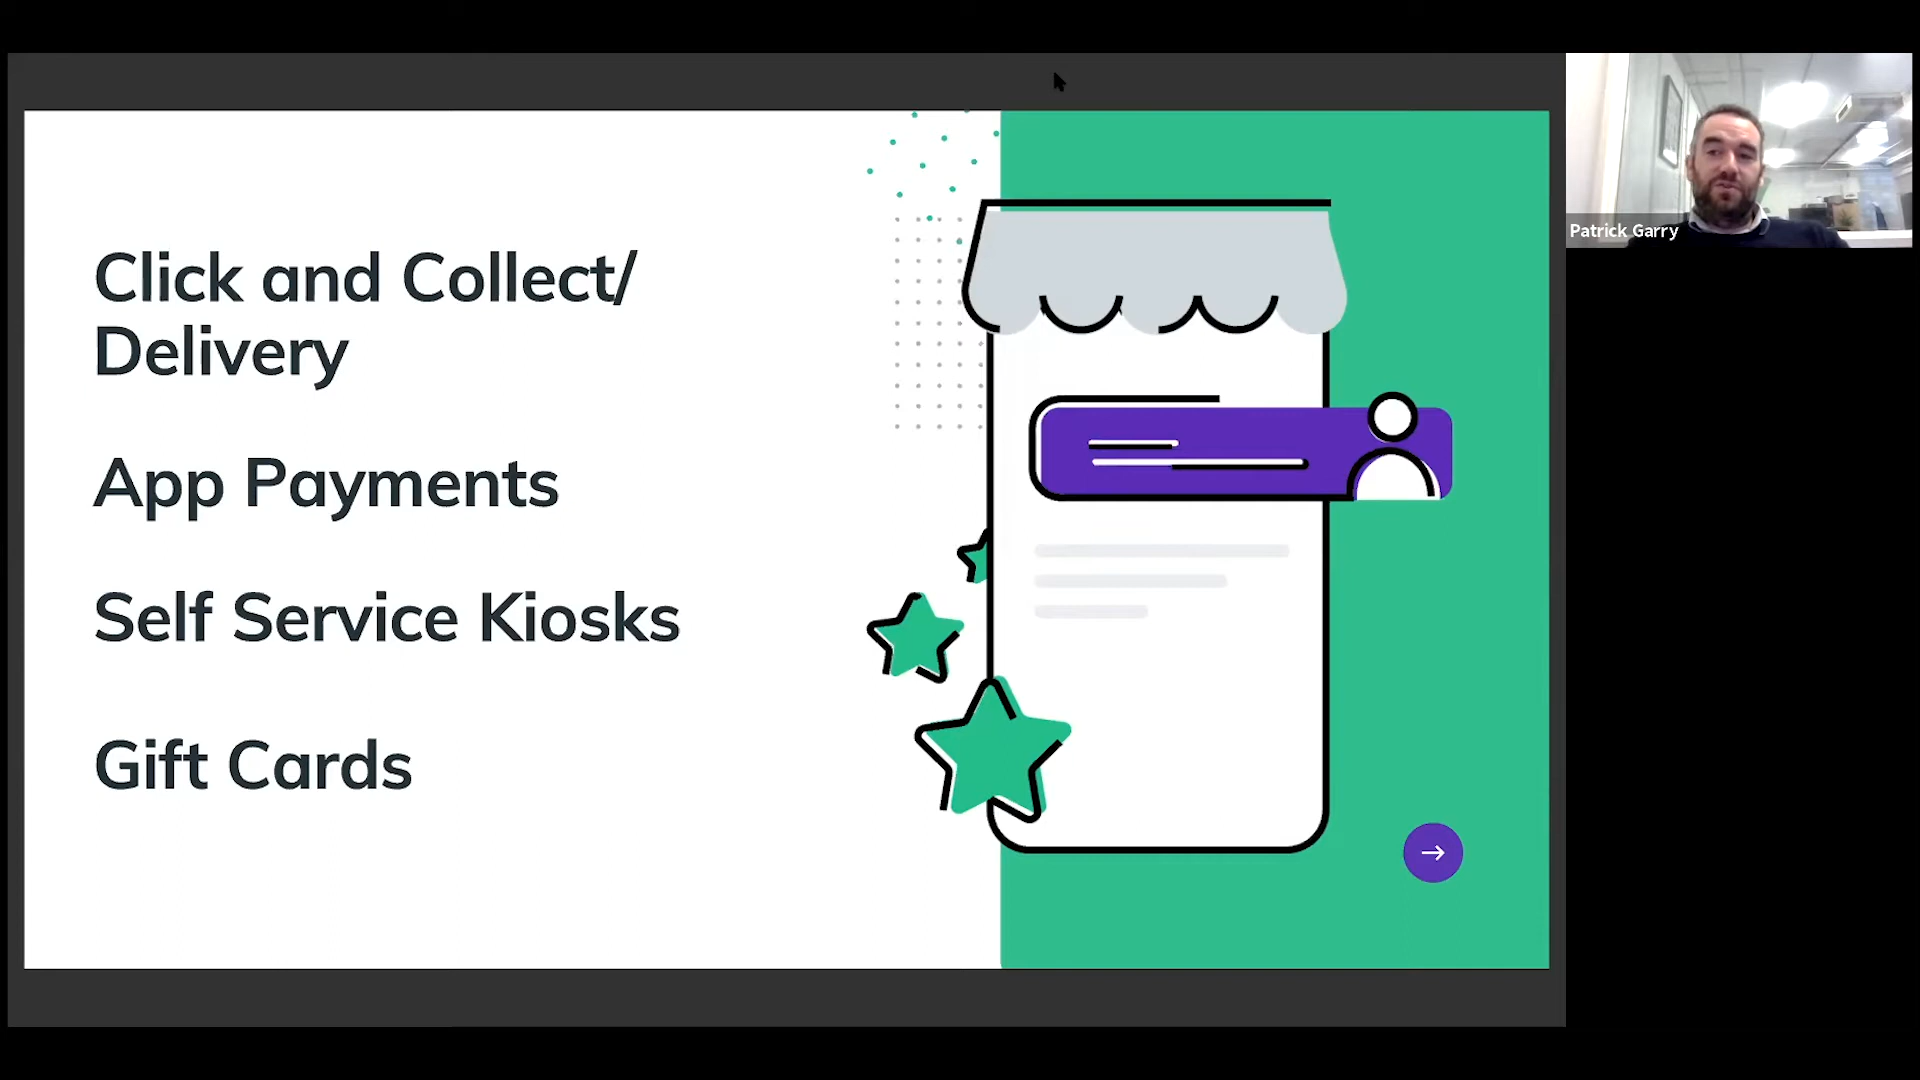 Click and Collect/
Delivery
App Payments
Self Service Kiosks
Gift Cards
Patrick Garry